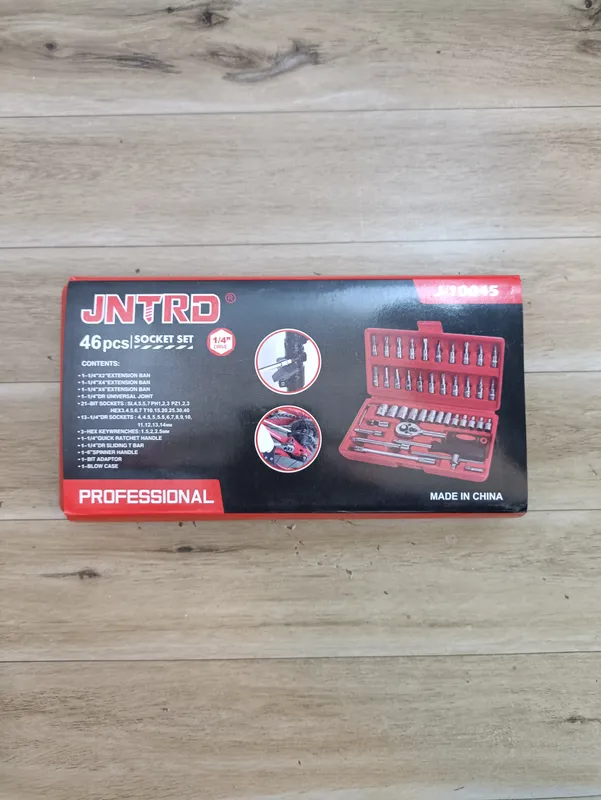 JNTRD®
46pcs SOCKET SET
1/4"
DRIVE
CONTENTS:
• 1-1/4"X2"EXTENSION BAN
• 1-1/4"X4"EXTENSION BAN
• 1-1/4"X6"EXTENSION BAN
• 1-1/4"DR UNIVERSAL JOINT
• 21-BIT SOCKETS: SL4,5.5,7 PH1,2,3 PZ1,2,3
HEX3,4,5,6,7 T10,15,20,25,30,40
• 13-1/4"DR SOCKETS : 4,4.5,5,5.5,6,7,8,9,10,
11,12,13,14mm
• 3-HEX KEYWRENCHES:1.5,2,2.5mm
• 1-1/4"QUICK RATCHET HANDLE
• 1-1/4"DR SLIDING T BAR
• 1-6"SPINNER HANDLE
• 1-BIT ADAPTOR
• 1-BLOW CASE
PROFESSIONAL
MADE IN CHINA